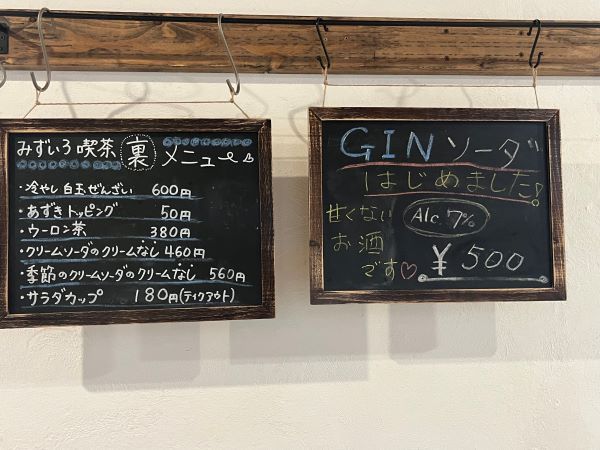 みずいろ喫茶 裏 メニュー
・冷やし白玉ぜんざい 600円
・あずきトッピング 50円
・ウーロン茶 380円
・クリームソーダのクリームなし 460円
・季節のクリームソーダのクリームなし 560円
・サラダカップ 180円(テイクアウト)
GIN ソーダ
はじめました!
甘くない
お酒
です♡
Alc.7%
¥500